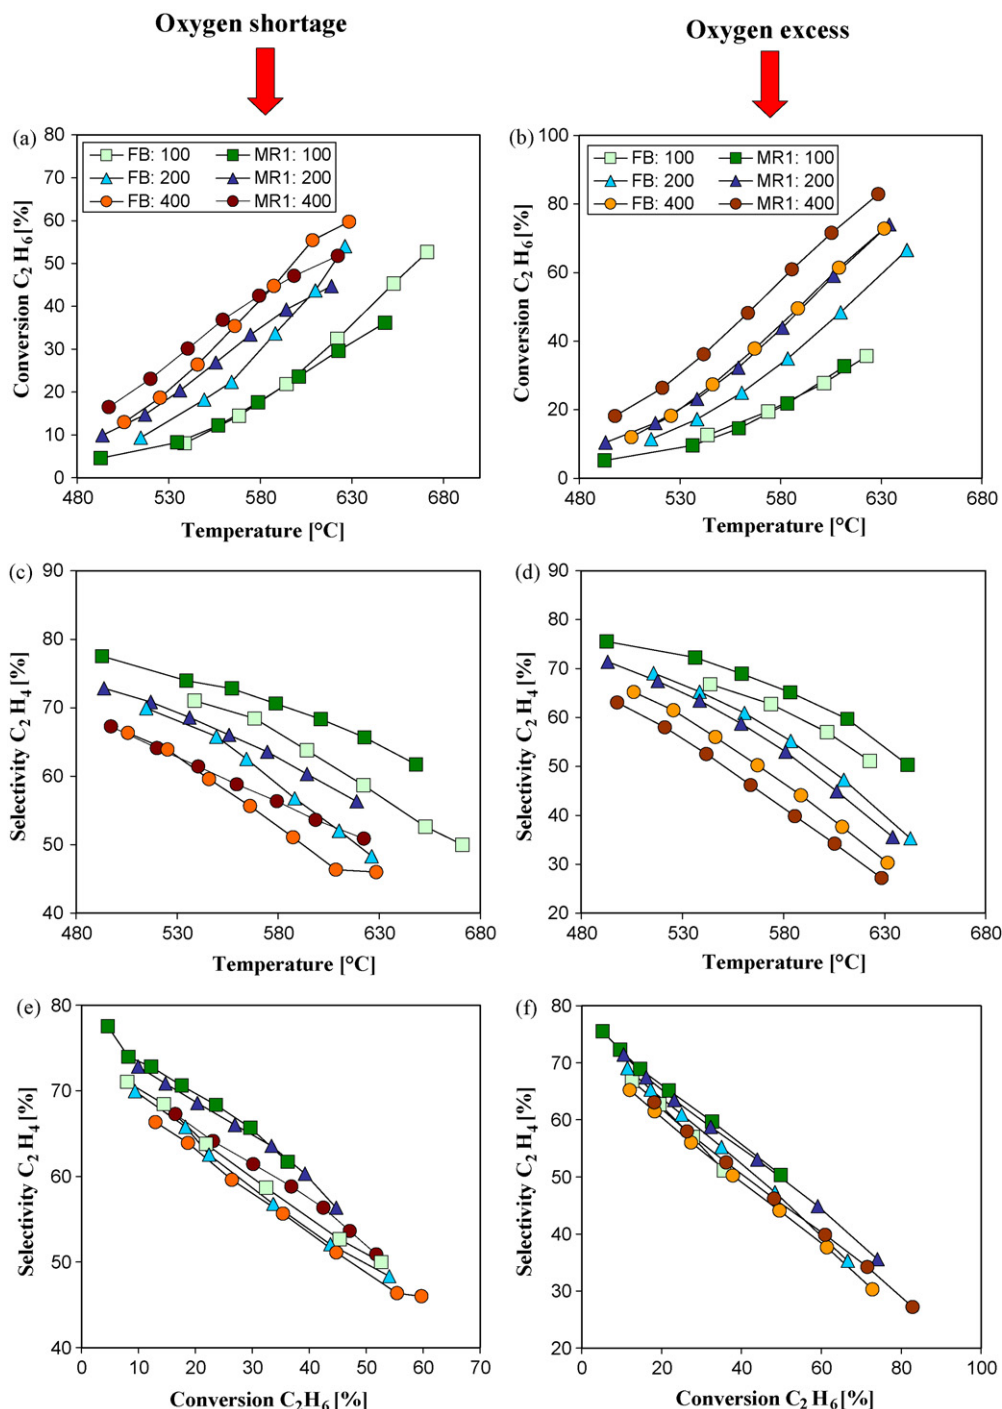 Oxygen shortage
Oxygen excess
(a)
80
70
60
50
40
30
20
10
0
480 530 580 630 680
Conversion C2H6[%]
Temperature [°C]
FB: 100 MR1: 100
FB: 200 MR1: 200
FB: 400 MR1: 400
(b)
100
80
60
40
20
0
480 530 580 630 680
Conversion C2H6[%]
Temperature [°C]
FB: 100 MR1: 100
FB: 200 MR1: 200
FB: 400 MR1: 400
(c)
90
80
70
60
50
40
480 530 580 630 680
Selectivity C2H4[%]
Temperature [°C]
(d)
90
80
70
60
50
40
30
20
480 530 580 630 680
Selectivity C2H4[%]
Temperature [°C]
(e)
80
70
60
50
40
0 10 20 30 40 50 60 70
Selectivity C2H4[%]
Conversion C2H6[%]
(f)
80
70
60
50
40
30
20
0 20 40 60 80 100
Selectivity C2H4[%]
Conversion C2H6[%]